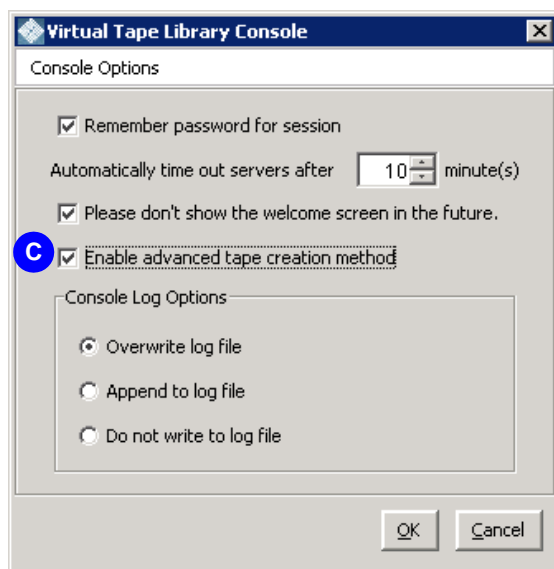 Virtual Tape Library Console
Console Options
Remember password for session
Automatically time out servers after 10 minute(s)
Please don't show the welcome screen in the future.
C Enable advanced tape creation method
Console Log Options
Overwrite log file
Append to log file
Do not write to log file
OK Cancel